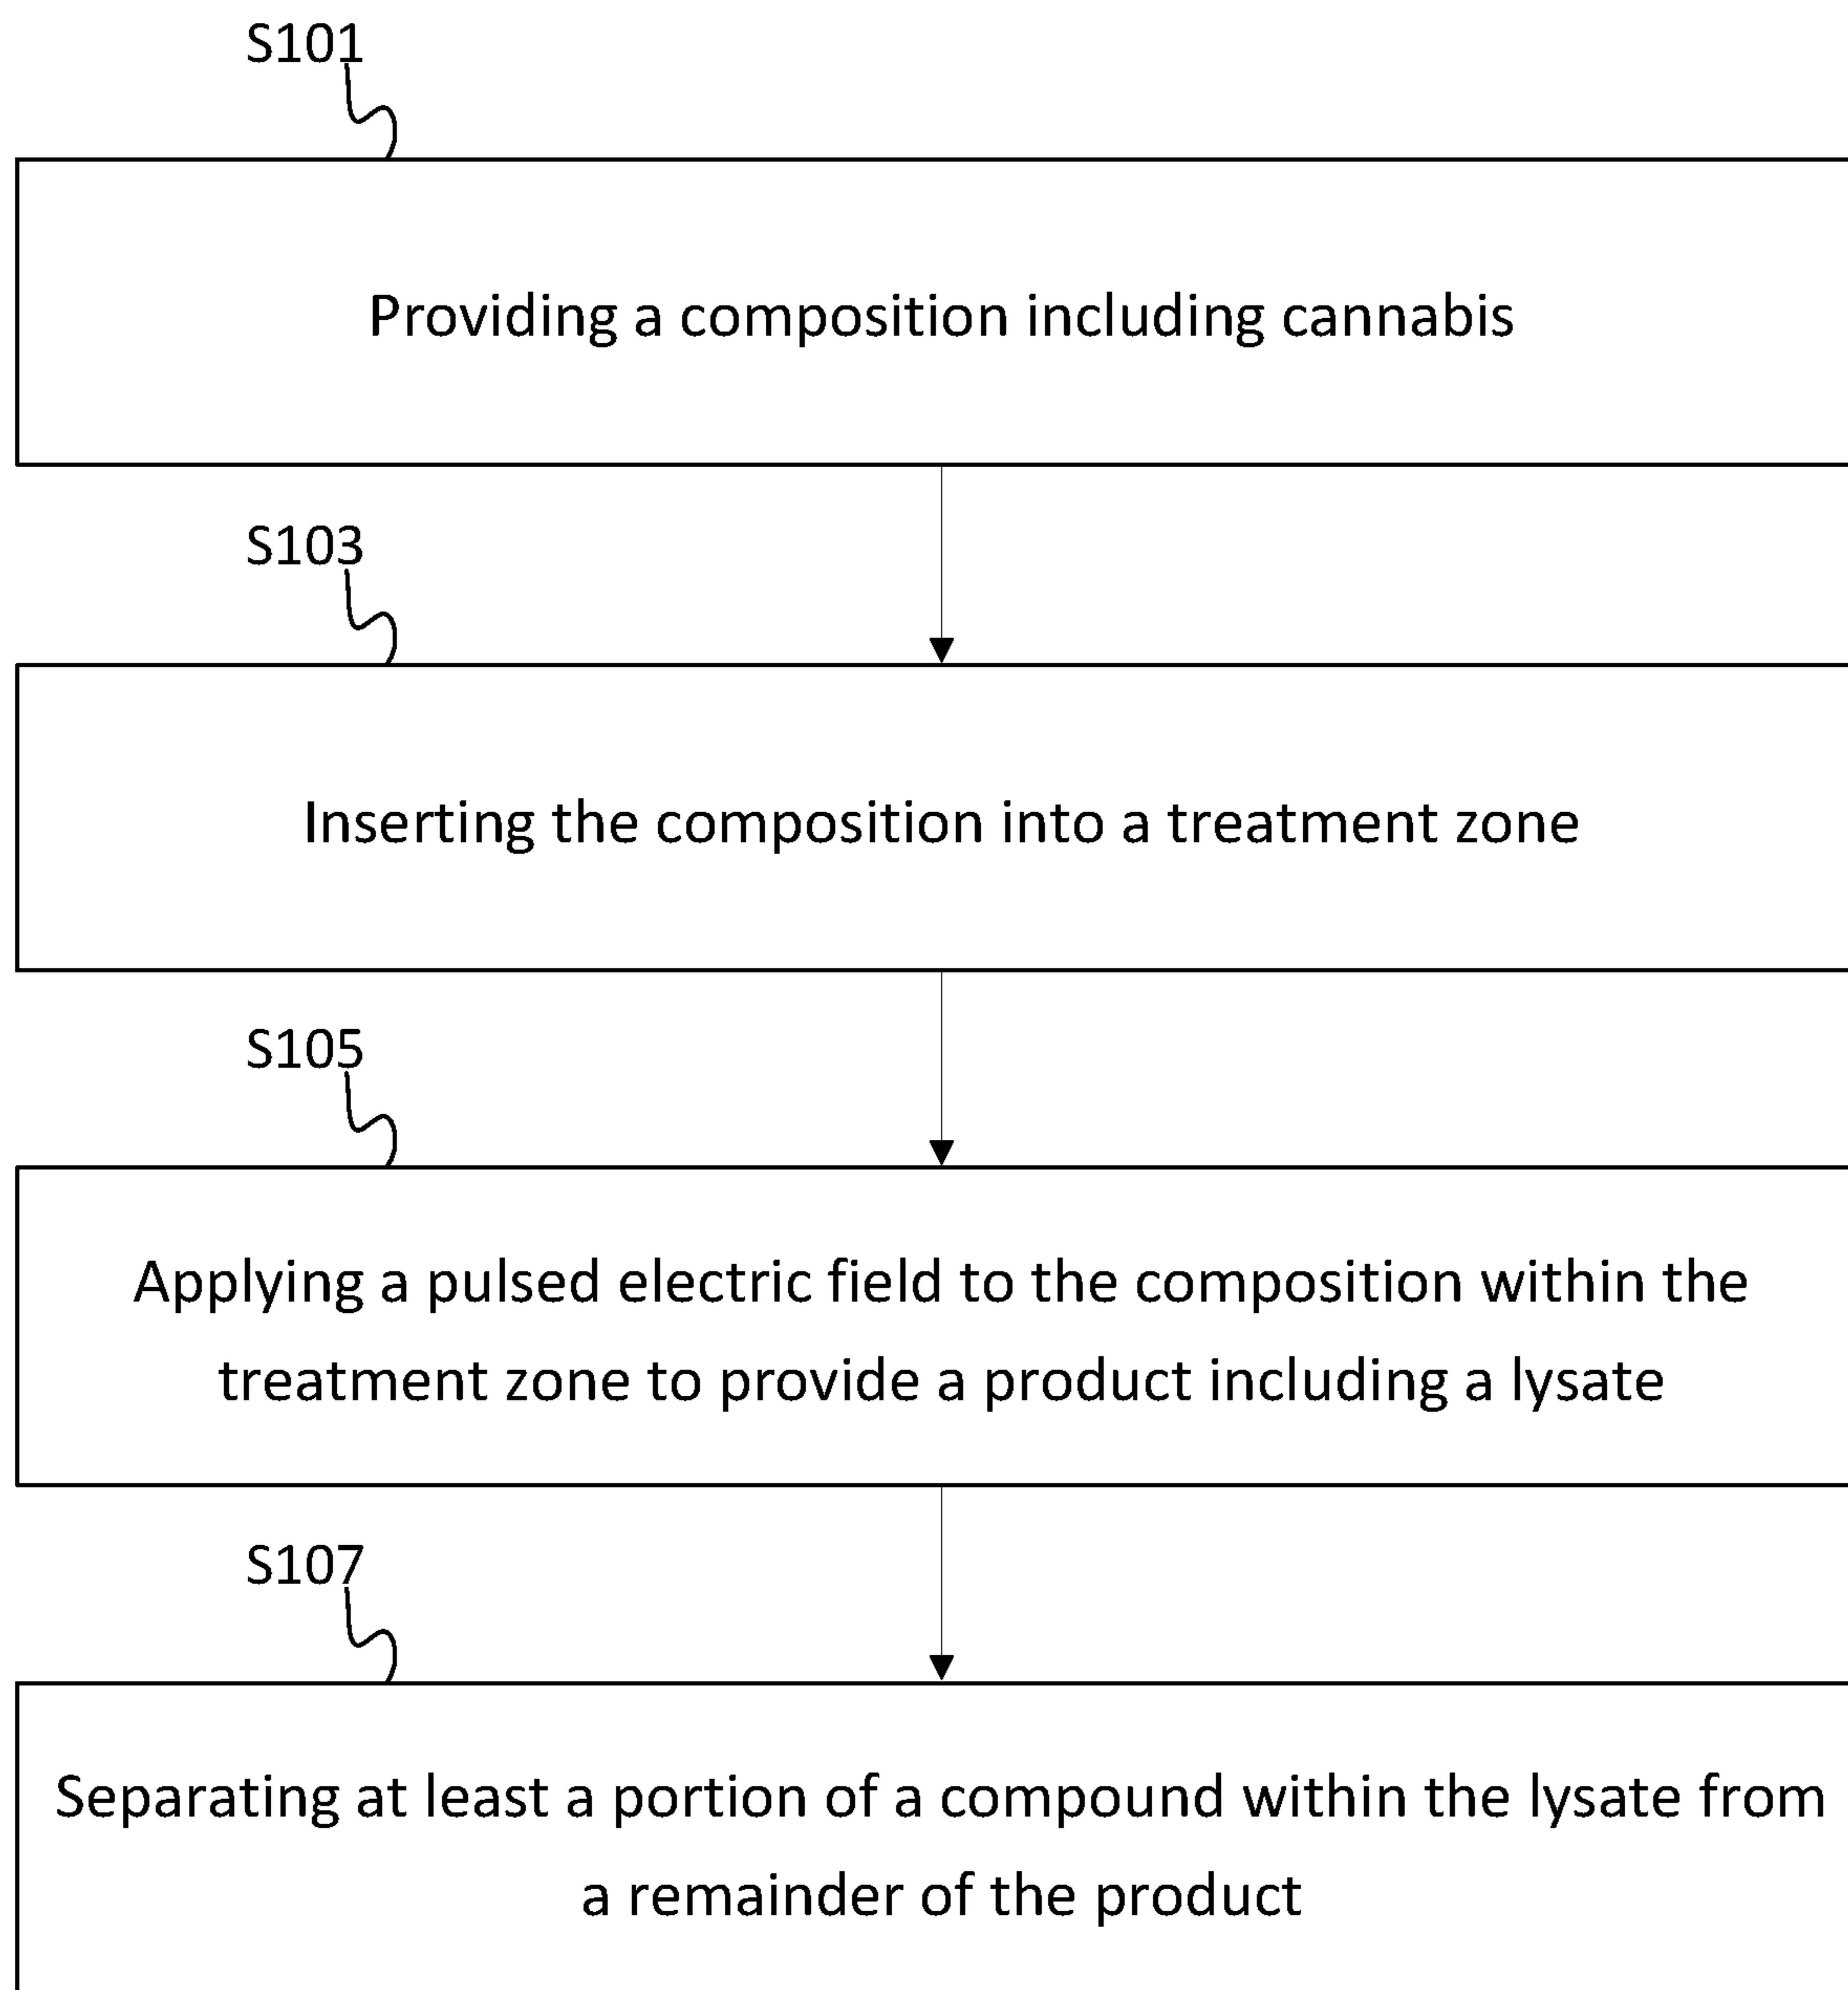 S101
Providing a composition including cannabis
S103
Inserting the composition into a treatment zone
S105
Applying a pulsed electric field to the composition within the
treatment zone to provide a product including a lysate
S107
Separating at least a portion of a compound within the lysate from
a remainder of the product